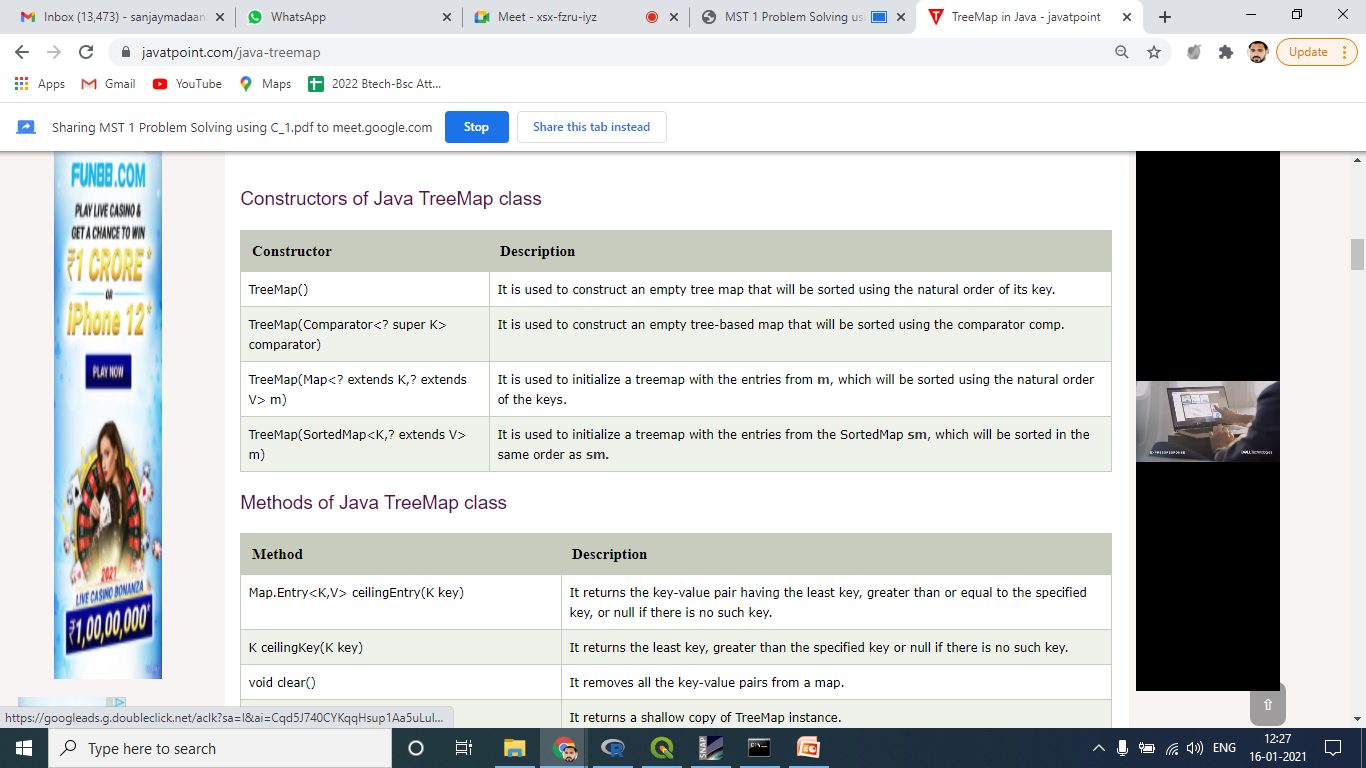 Inbox (13,473) - sanjaymadaan
WhatsApp
Meet - xsx-fzru-iyz
MST 1 Problem Solving us
TreeMap in Java - javatpoint
javatpoint.com/java-treemap
Update
Apps
Gmail
YouTube
Maps
2022 Btech-Bsc Att...
Sharing MST 1 Problem Solving using C_1.pdf to meet.google.com
Stop
Share this tab instead
FUN88.COM
PLAY LIVE CASINO &
GET A CHANCE TO WIN
₹1 CRORE*
OR
iPhone 12*
PLAY NOW
2021
LIVE CASINO BONANZA
₹1,00,00,000*
Constructors of Java TreeMap class
Constructor Description
TreeMap() It is used to construct an empty tree map that will be sorted using the natural order of its key.
TreeMap(Comparator<? super K> It is used to construct an empty tree-based map that will be sorted using the comparator comp.
comparator)
TreeMap(Map<? extends K,? extends It is used to initialize a treemap with the entries from m, which will be sorted using the natural order
V> m) of the keys.
TreeMap(SortedMap<K,? extends V> It is used to initialize a treemap with the entries from the SortedMap sm, which will be sorted in the
m) same order as sm.
Methods of Java TreeMap class
Method Description
Map.Entry<K,V> ceilingEntry(K key) It returns the key-value pair having the least key, greater than or equal to the specified
key, or null if there is no such key.
K ceilingKey(K key) It returns the least key, greater than the specified key or null if there is no such key.
void clear() It removes all the key-value pairs from a map.
It returns a shallow copy of TreeMap instance.
EXPRESSRESPONSE
DELL Technologies
https://googleads.g.doubleclick.net/aclk?sa=l&ai=Cqd5J740CYKqqHsup1Aa5uLuI...
Type here to search
SNAP
ENG
12:27
16-01-2021